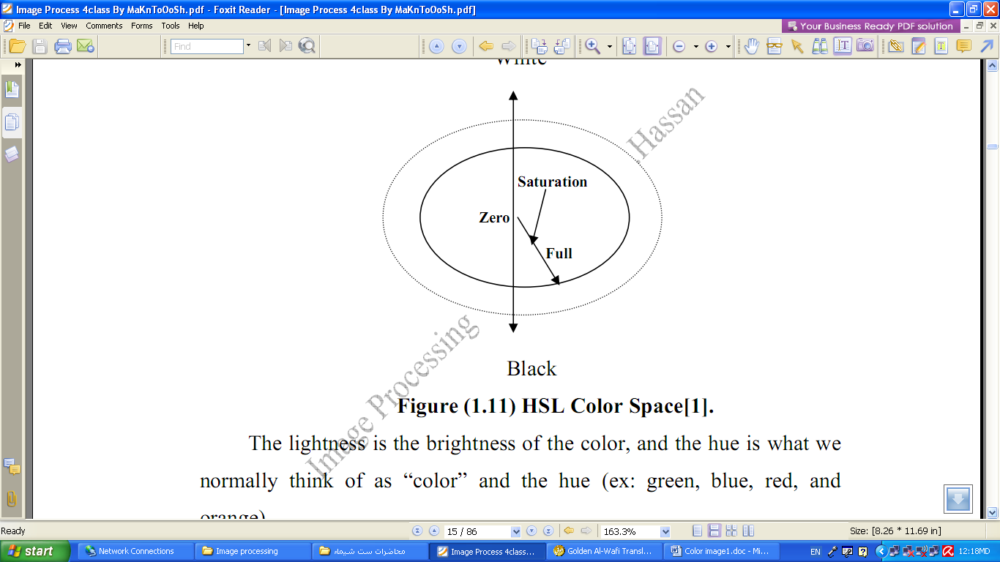 Image Process 4class By MaKnToOoSh.pdf - Foxit Reader - [Image Process 4class By MaKnToOoSh.pdf]
File Edit View Comments Forms Tools Help
Your Business Ready PDF solution
Find
White
Hassan
Saturation
Zero
Full
Image Processing
Black
Figure (1.11) HSL Color Space[1].
The lightness is the brightness of the color, and the hue is what we
normally think of as “color” and the hue (ex: green, blue, red, and
orange)
Ready
15 / 86
163.3%
Size: [8.26 * 11.69 in]
start
Network Connections
Image processing
محاضرات ست شيماء
Image Process 4class...
Golden Al-Wafi Transl...
Color image1.doc - Mi...
EN
12:18MD